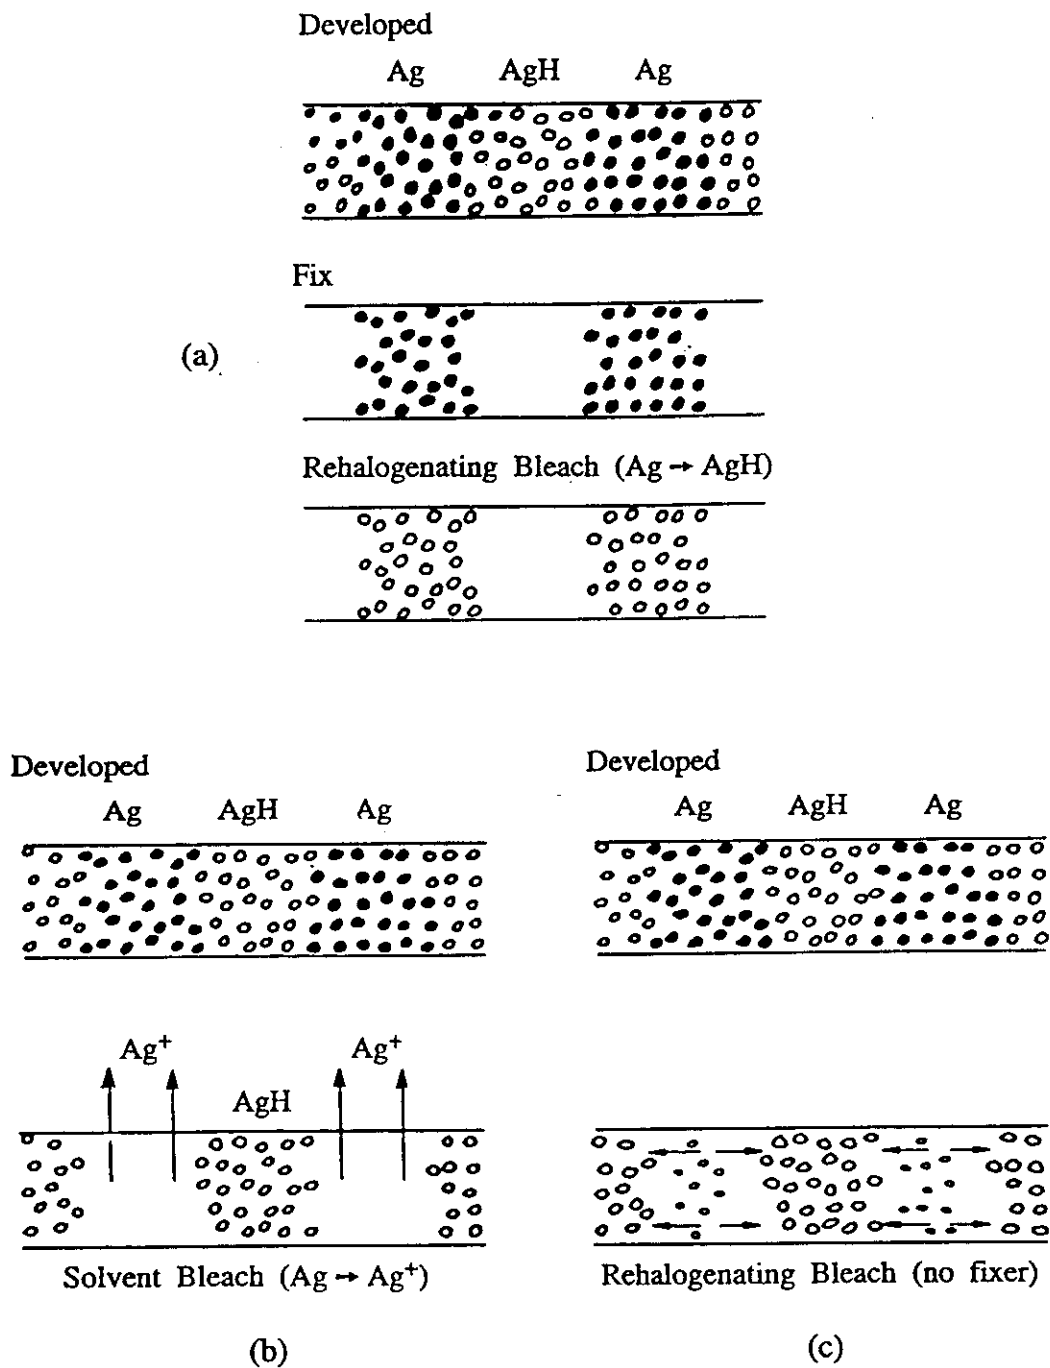 Developed
Ag AgH Ag
Fix
(a)
Rehalogenating Bleach (Ag → AgH)
Developed
Ag AgH Ag
Ag⁺ Ag⁺
AgH
Solvent Bleach (Ag → Ag⁺)
(b)
Developed
Ag AgH Ag
Rehalogenating Bleach (no fixer)
(c)